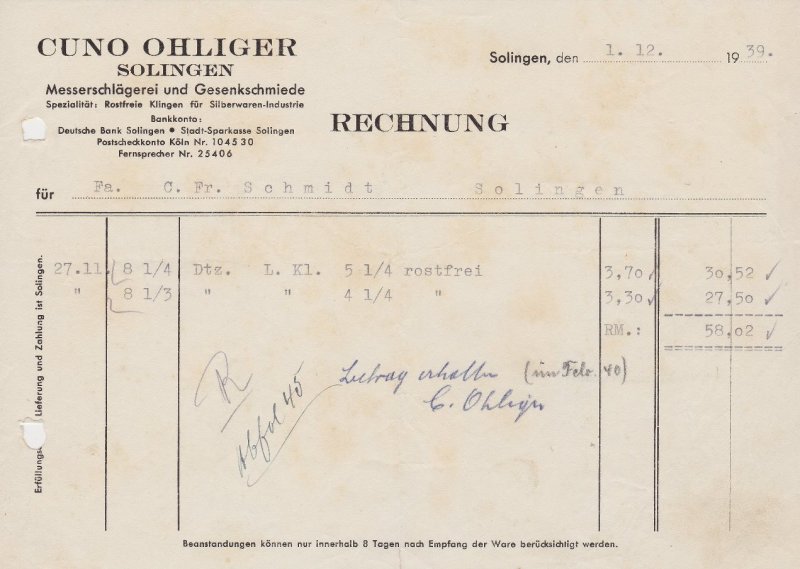 CUNO OHLIGER
SOLINGEN
Messerschlägerei und Gesenkschmiede
Spezialität: Rostfreie Klingen für Silberwaren-Industrie
Bankkonto:
Deutsche Bank Solingen • Stadt-Sparkasse Solingen
Postscheckkonto Köln Nr. 10453 0
Fernsprecher Nr. 25406
Solingen, den 1. 12. 1939.
RECHNUNG
für Fa. C. Fr. Schmidt Solingen
27.11. 8 1/4 Dtz. L. Kl. 5 1/4 rostfrei 3,70 30,52
" 8 1/3 " " 4 1/4 " 3,30 27,50
RM.: 58,02
R
Betrag erhalten (im Febr. 40)
C. Ohliger
45
Lieferung und Zahlung ist Solingen.
Beanstandungen können nur innerhalb 8 Tagen nach Empfang der Ware berücksichtigt werden.